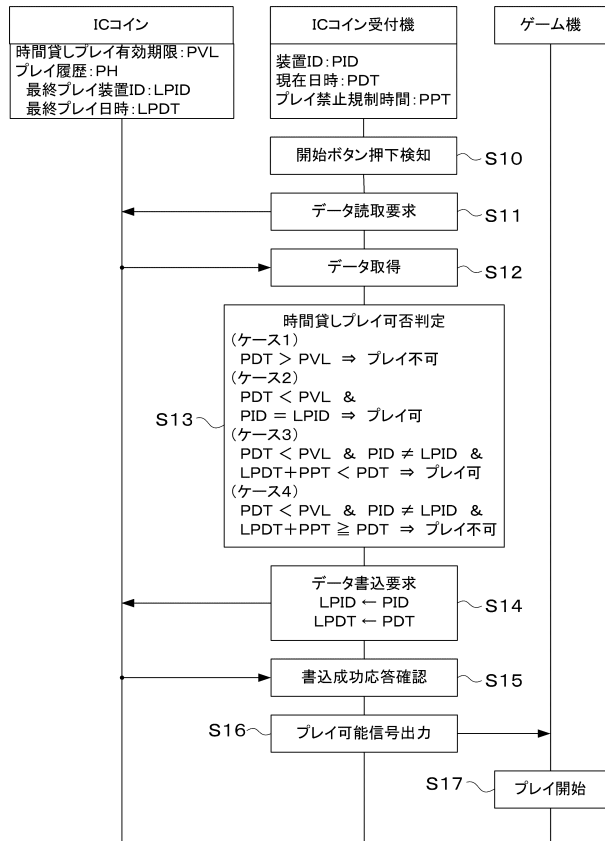 ICコイン
時間貸しプレイ有効期限:PVL
プレイ履歴:PH
最終プレイ装置ID:LPID
最終プレイ日時:LPDT
ICコイン受付機
装置ID:PID
現在日時:PDT
プレイ禁止規制時間:PPT
ゲーム機
開始ボタン押下検知
S10
データ読取要求
S11
データ取得
S12
時間貸しプレイ可否判定
(ケース1)
PDT > PVL ⇒ プレイ不可
(ケース2)
PDT < PVL &
PID = LPID ⇒ プレイ可
(ケース3)
PDT < PVL & PID ≠ LPID &
LPDT+PPT < PDT ⇒ プレイ可
(ケース4)
PDT < PVL & PID ≠ LPID &
LPDT+PPT ≧ PDT ⇒ プレイ不可
S13
データ書込要求
LPID ← PID
LPDT ← PDT
S14
書込成功応答確認
S15
S16
プレイ可能信号出力
S17
プレイ開始